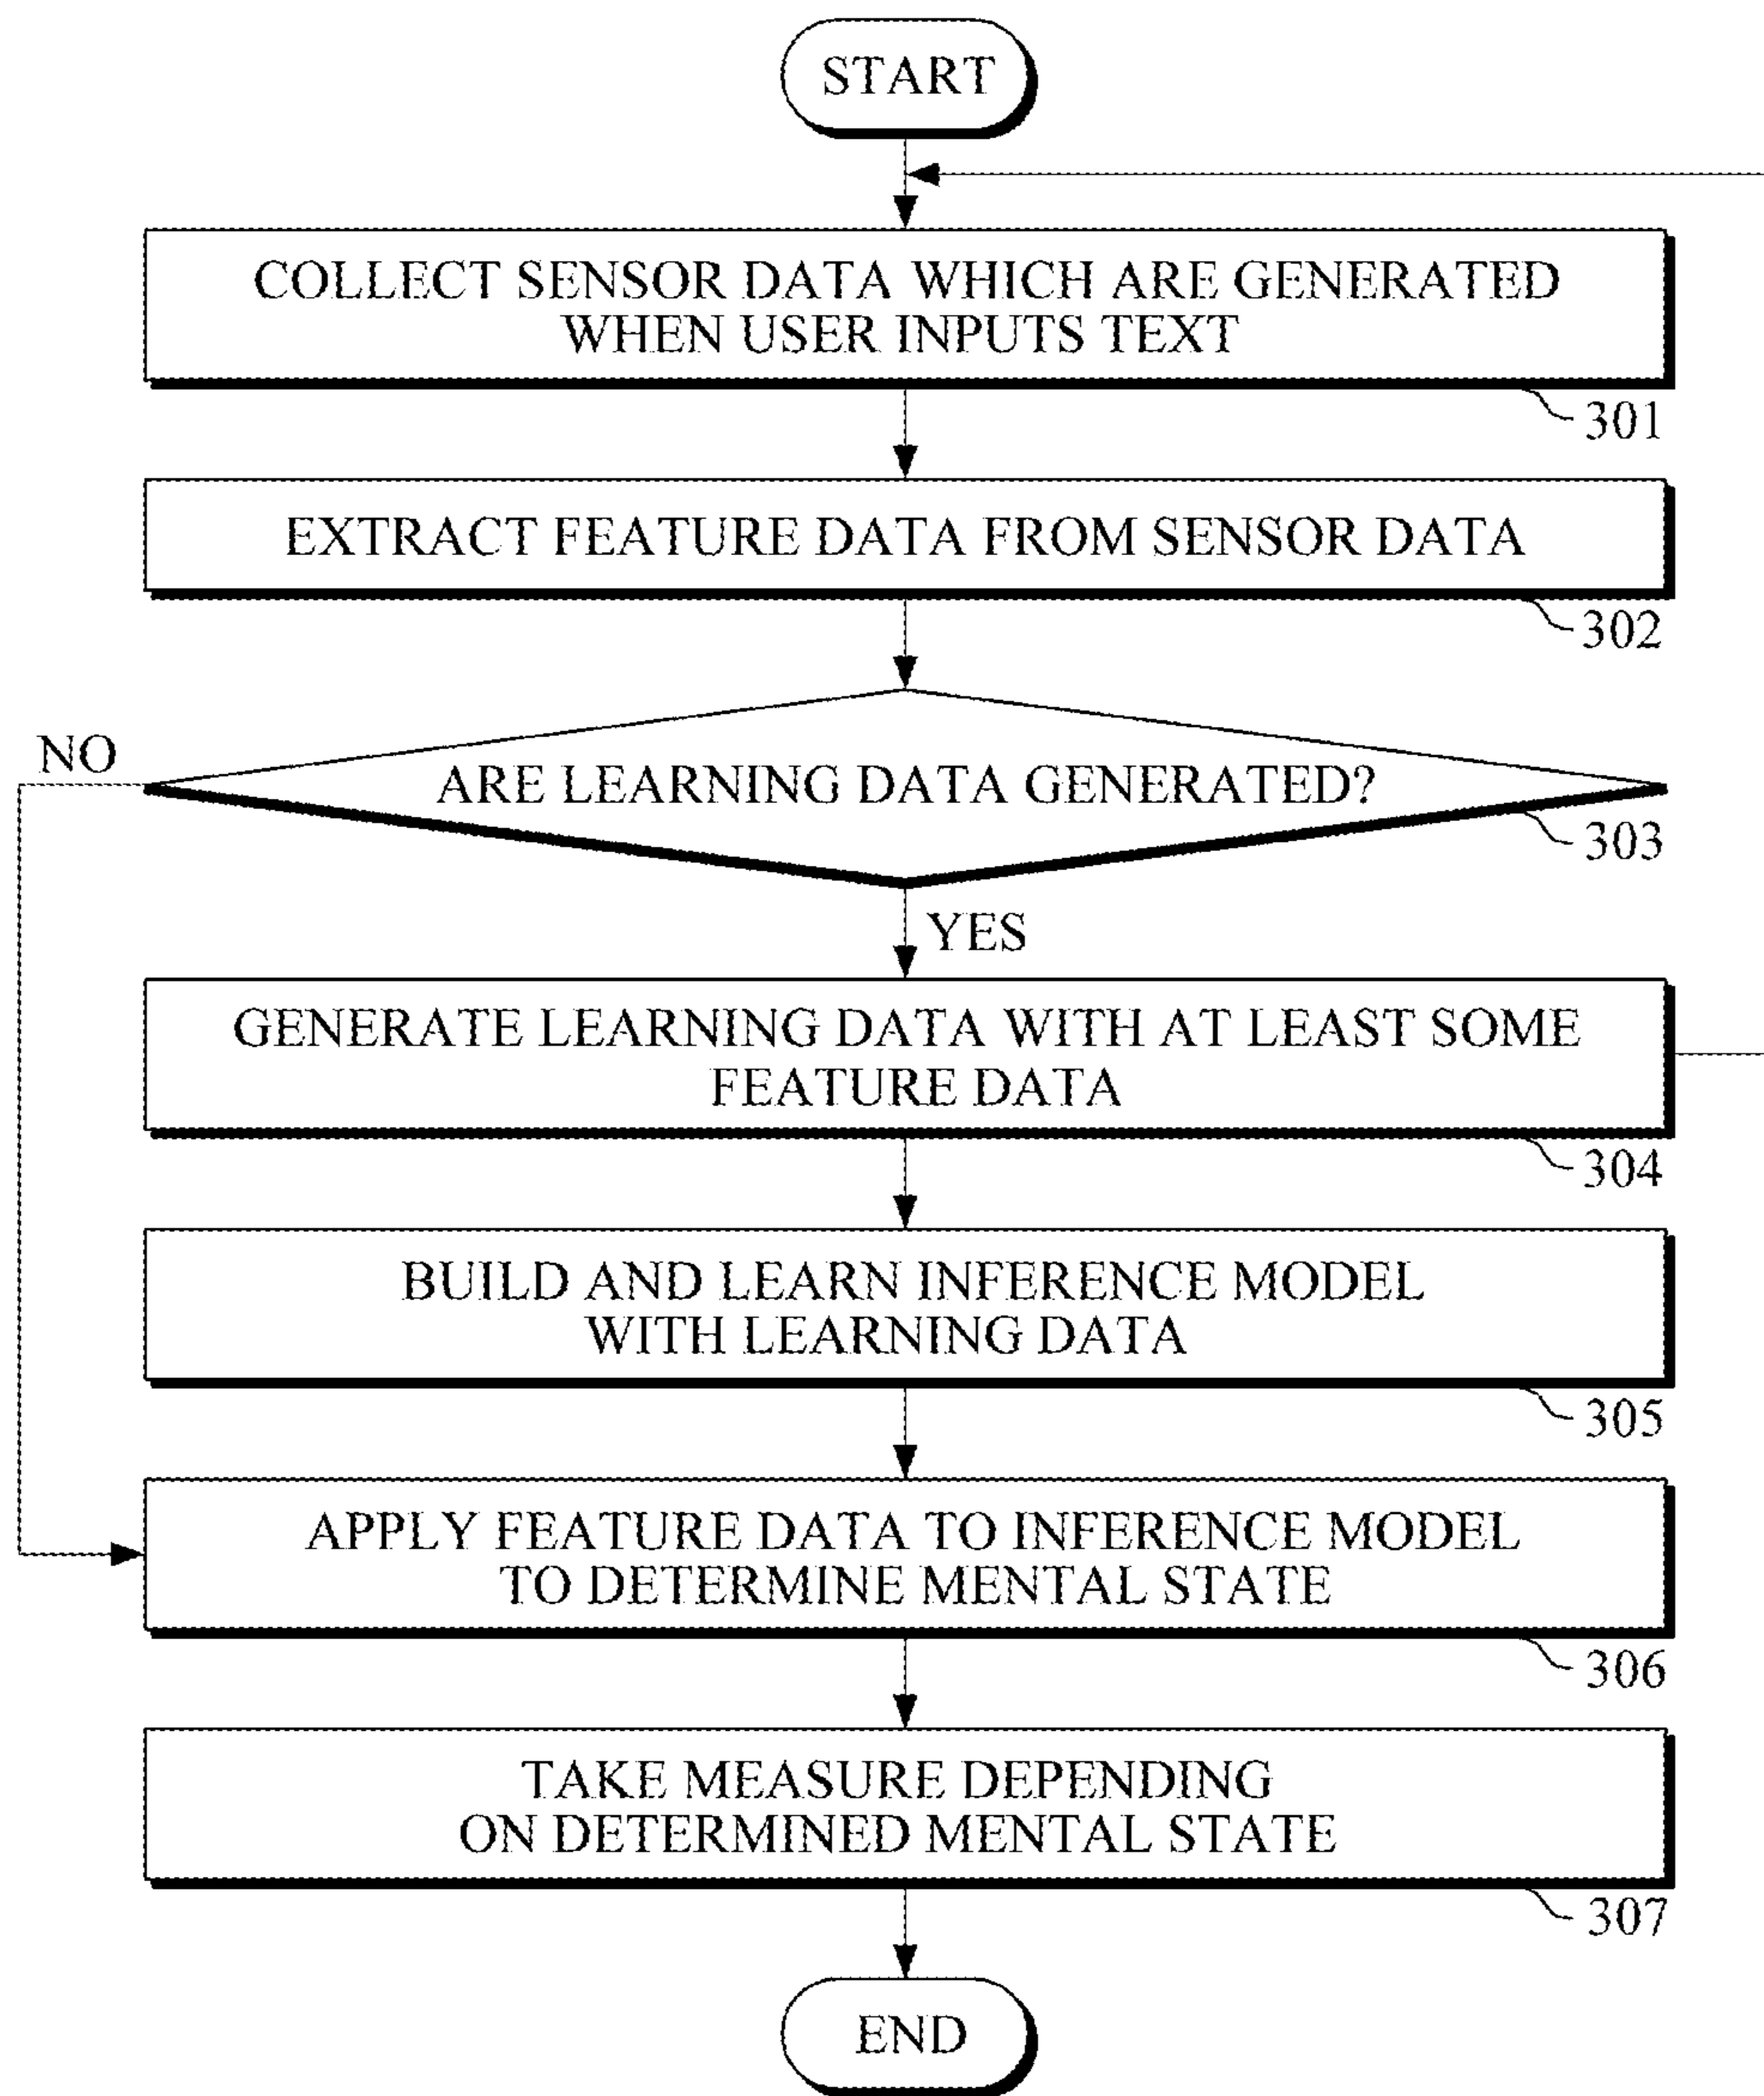 START
COLLECT SENSOR DATA WHICH ARE GENERATED
WHEN USER INPUTS TEXT
301
EXTRACT FEATURE DATA FROM SENSOR DATA
302
NO
ARE LEARNING DATA GENERATED?
303
YES
GENERATE LEARNING DATA WITH AT LEAST SOME
FEATURE DATA
304
BUILD AND LEARN INFERENCE MODEL
WITH LEARNING DATA
305
APPLY FEATURE DATA TO INFERENCE MODEL
TO DETERMINE MENTAL STATE
306
TAKE MEASURE DEPENDING
ON DETERMINED MENTAL STATE
307
END